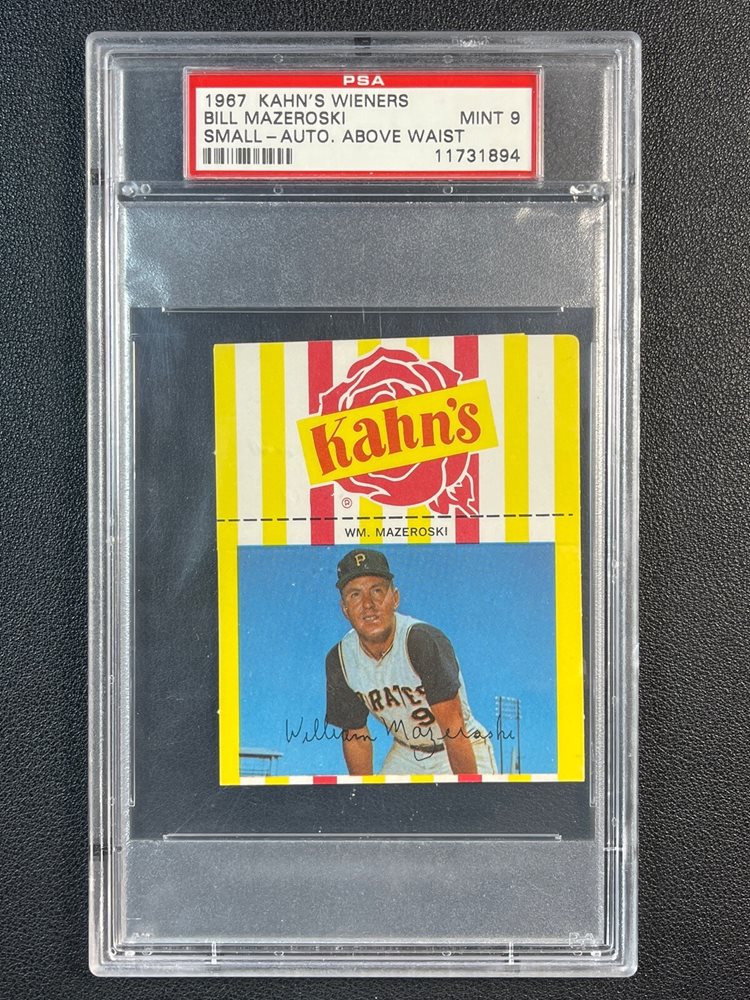 PSA
1967 KAHN'S WIENERS
BILL MAZEROSKI MINT 9
SMALL-AUTO. ABOVE WAIST
11731894
Kahn's
®
WM. MAZEROSKI
P
PIRATES
9
William Mazeroski